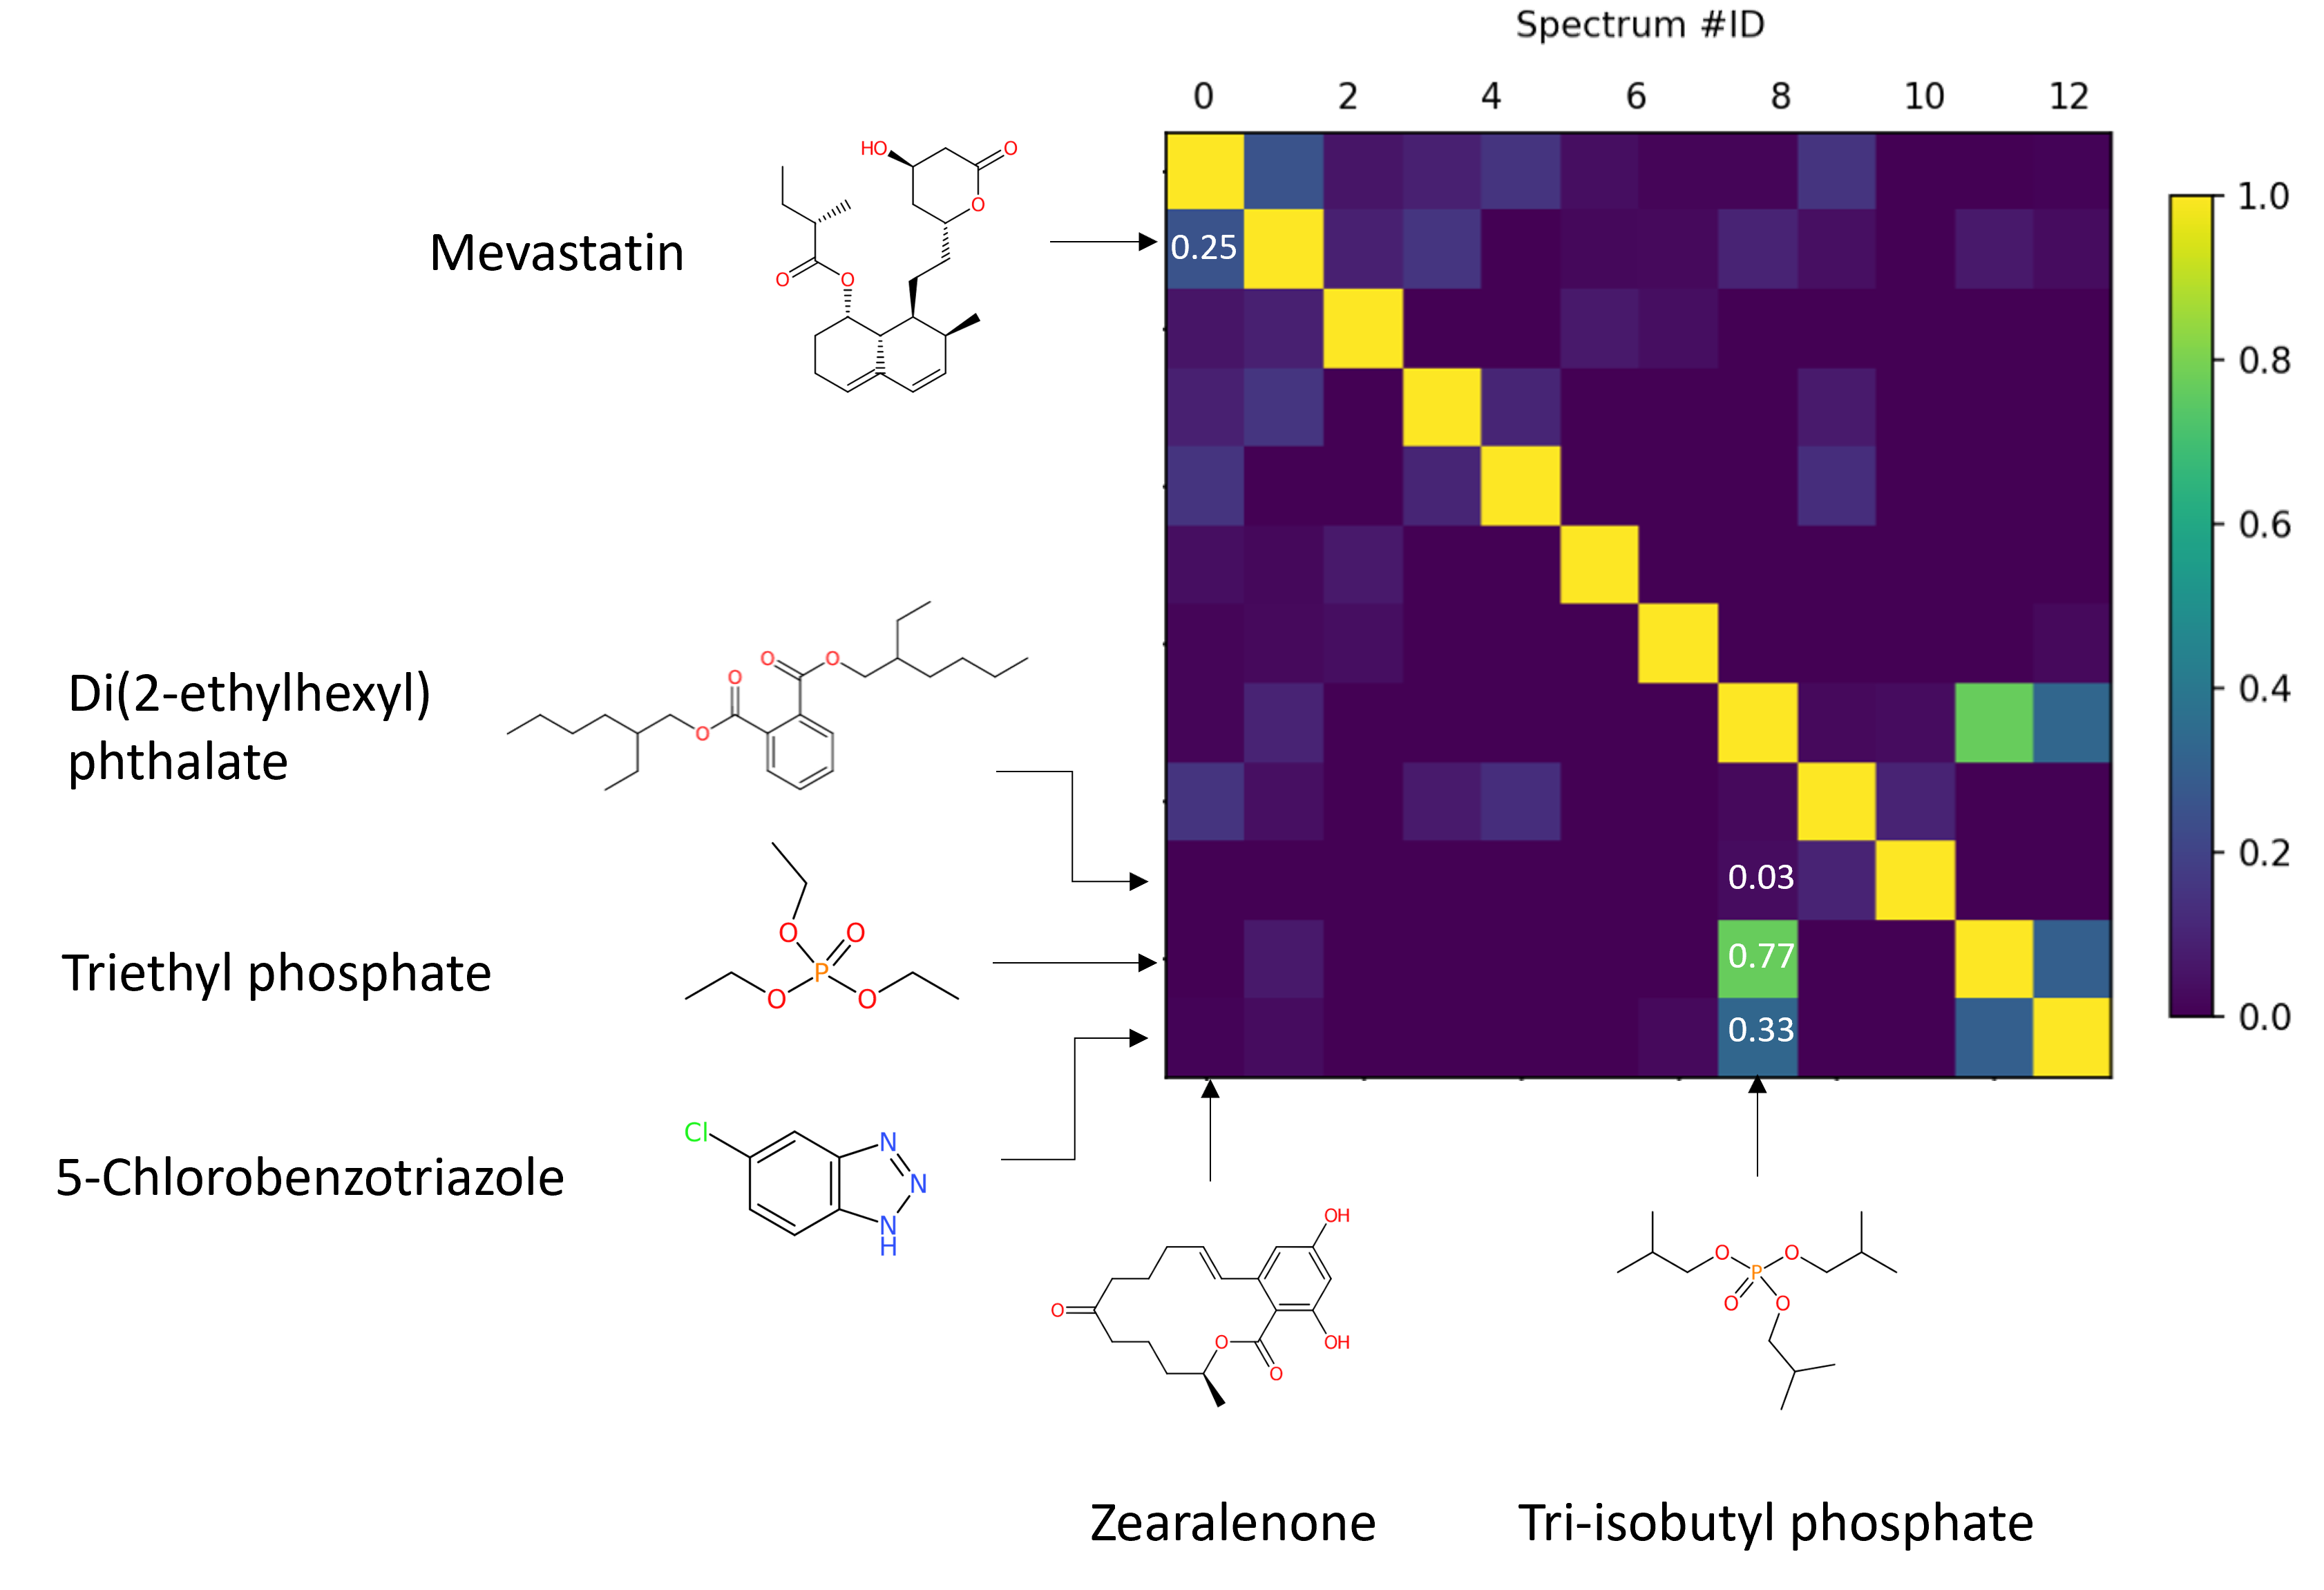 Spectrum #ID
0 2 4 6 8 10 12
Mevastatin
HO O
O
O O
0.25
1.0
0.8
0.6
0.4
0.2
0.0
Di(2-ethylhexyl)
phthalate
O O
O
O
0.03
Triethyl phosphate
O O
P
O O
0.77
0.33
5-Chlorobenzotriazole
Cl
N
N
N
H
OH
O
O
OH
O
O O
P
O O
Zearalenone
Tri-isobutyl phosphate